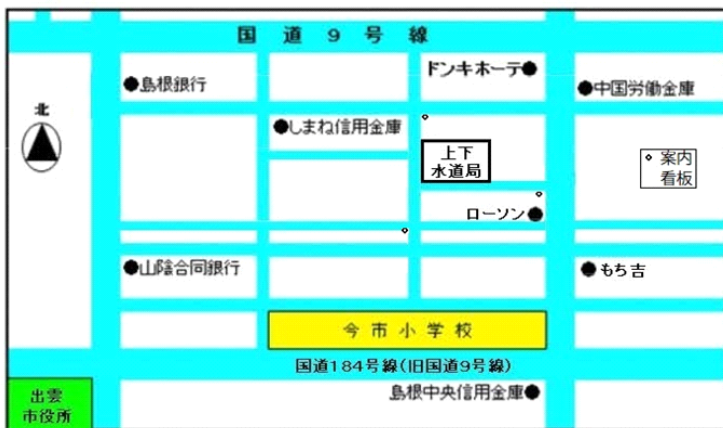 国道9号線
ドンキホーテ
島根銀行
中国労働金庫
北
しまね信用金庫
上下
水道局
案内
看板
ローソン
山陰合同銀行
もち吉
今市小学校
国道184号線(旧国道9号線)
出雲
市役所
島根中央信用金庫